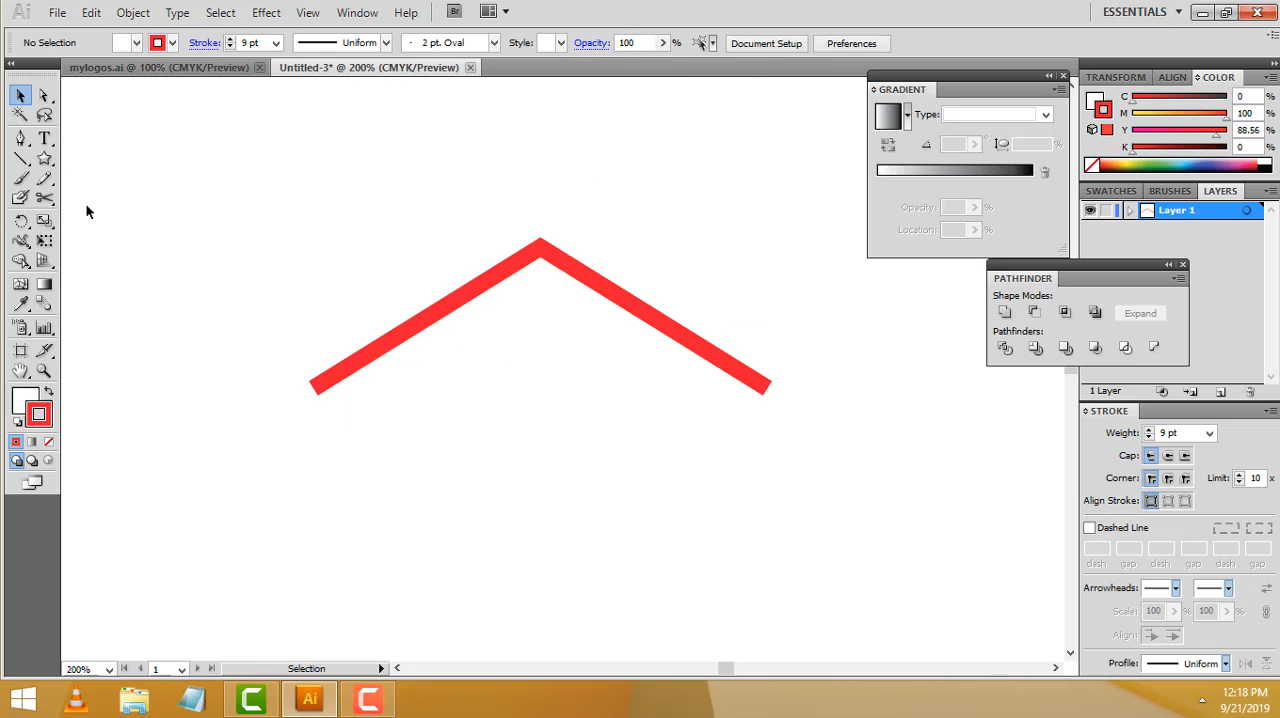 Ai File Edit Object Type Select Effect View Window Help Br ESSENTIALS
No Selection Stroke: 9 pt Uniform 2 pt. Oval Style: Opacity: 100 % Document Setup Preferences
mylogos.ai @ 100% (CMYK/Preview) Untitled-3* @ 200% (CMYK/Preview)
TRANSFORM ALIGN COLOR
GRADIENT
Type:
C 0 %
M 100 %
Y 88.56 %
K 0 %
Opacity: %
Location: %
SWATCHES BRUSHES LAYERS
Layer 1
PATHFINDER
Shape Modes:
Expand
Pathfinders:
1 Layer
STROKE
Weight: 9 pt
Cap:
Corner: Limit: 10 x
Align Stroke:
Dashed Line
dash gap dash gap dash gap
Arrowheads:
Scale: 100 % 100 %
Align:
Profile: Uniform
200% 1 Selection
Ai
12:18 PM
9/21/2019